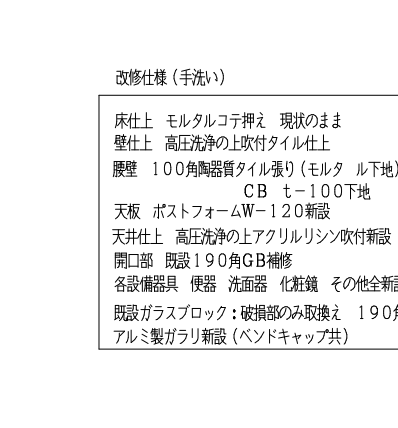 改修仕様（手洗い）
床仕上　モルタルコテ押え　現状のまま
壁仕上　高圧洗浄の上吹付タイル仕上
腰壁　１００角陶器質タイル張り（モルタ　ル下地）
ＣＢ　ｔ－１００下地
天板　ポストフォームＷ－１２０新設
天井仕上　高圧洗浄の上アクリルリシン吹付新設
開口部　既設１９０角ＧＢ補修
各設備器具　便器　洗面器　化粧鏡　その他全新設
既設ガラスブロック：破損部のみ取換え　１９０角
アルミ製ガラリ新設（ベンドキャップ共）